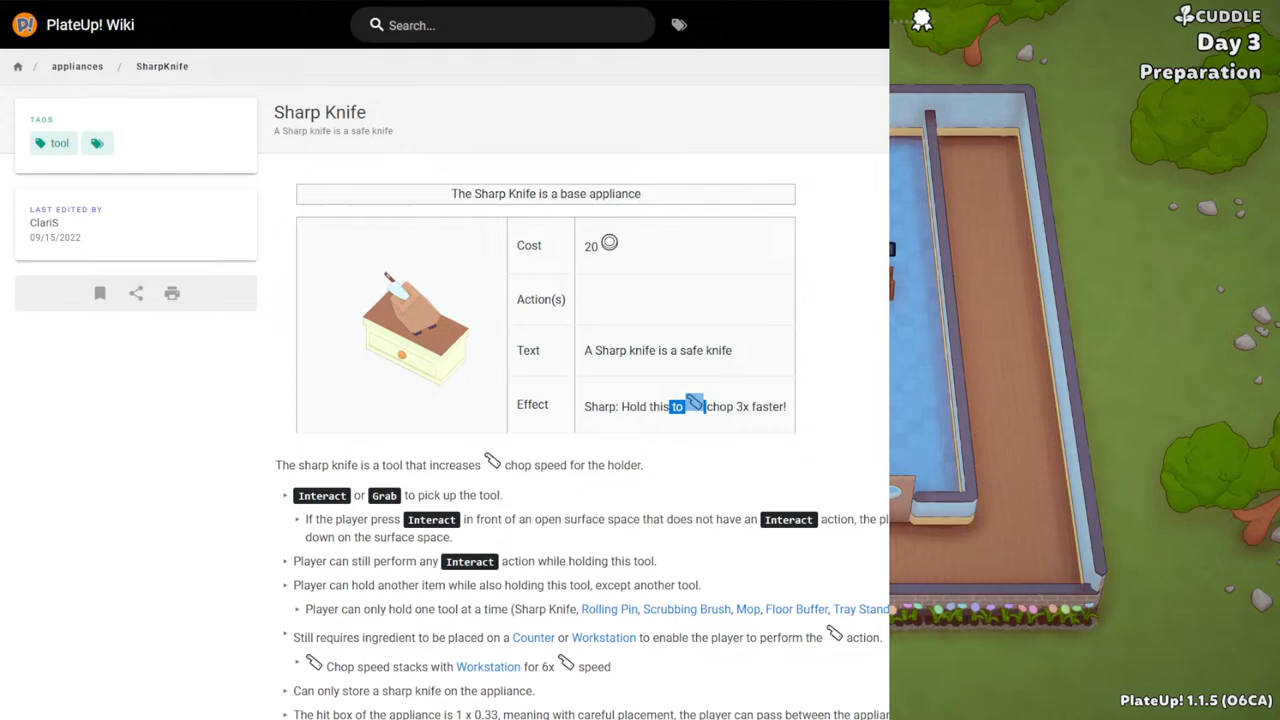 PlateUp! Wiki
Search...
/ appliances / SharpKnife
TAGS
tool
LAST EDITED BY
ClariS
09/15/2022
Sharp Knife
A Sharp knife is a safe knife
The Sharp Knife is a base appliance
Cost
20
Action(s)
Text
A Sharp knife is a safe knife
Effect
Sharp: Hold this to chop 3x faster!
The sharp knife is a tool that increases chop speed for the holder.
Interact or Grab to pick up the tool.
If the player press Interact in front of an open surface space that does not have an Interact action, the pl
down on the surface space.
Player can still perform any Interact action while holding this tool.
Player can hold another item while also holding this tool, except another tool.
Player can only hold one tool at a time (Sharp Knife, Rolling Pin, Scrubbing Brush, Mop, Floor Buffer, Tray Stand
Still requires ingredient to be placed on a Counter or Workstation to enable the player to perform the action.
Chop speed stacks with Workstation for 6x speed
Can only store a sharp knife on the appliance.
The hit box of the appliance is 1 x 0.33, meaning with careful placement, the player can pass between the applian
CUDDLE
Day 3
Preparation
PlateUp! 1.1.5 (06CA)